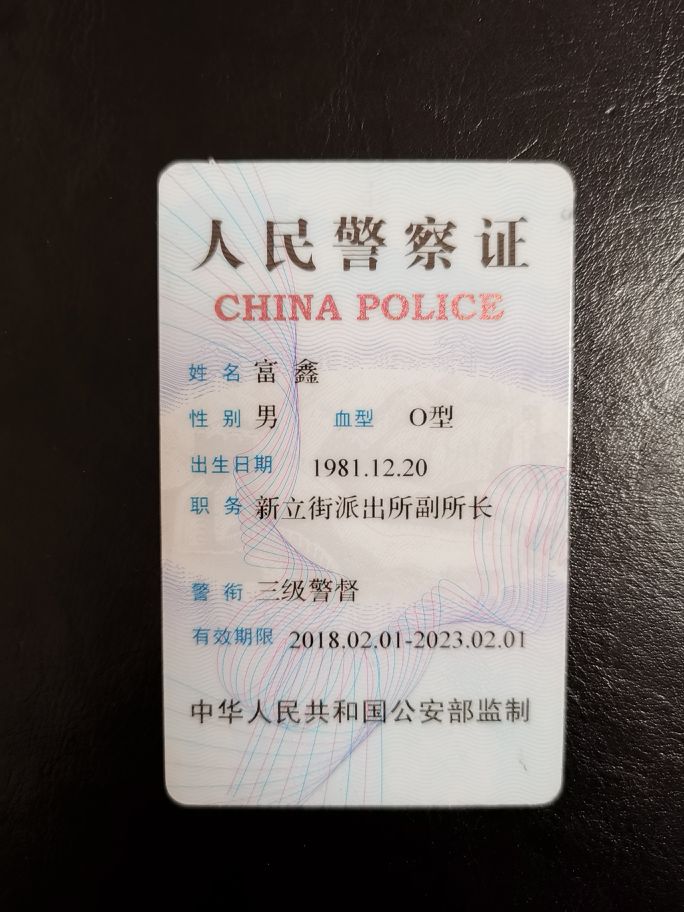 人民警察证
CHINA POLICE
姓名 富鑫
性别 男 血型 O型
出生日期 1981.12.20
职务 新立街派出所副所长
警衔 三级警督
有效期限 2018.02.01-2023.02.01
中华人民共和国公安部监制